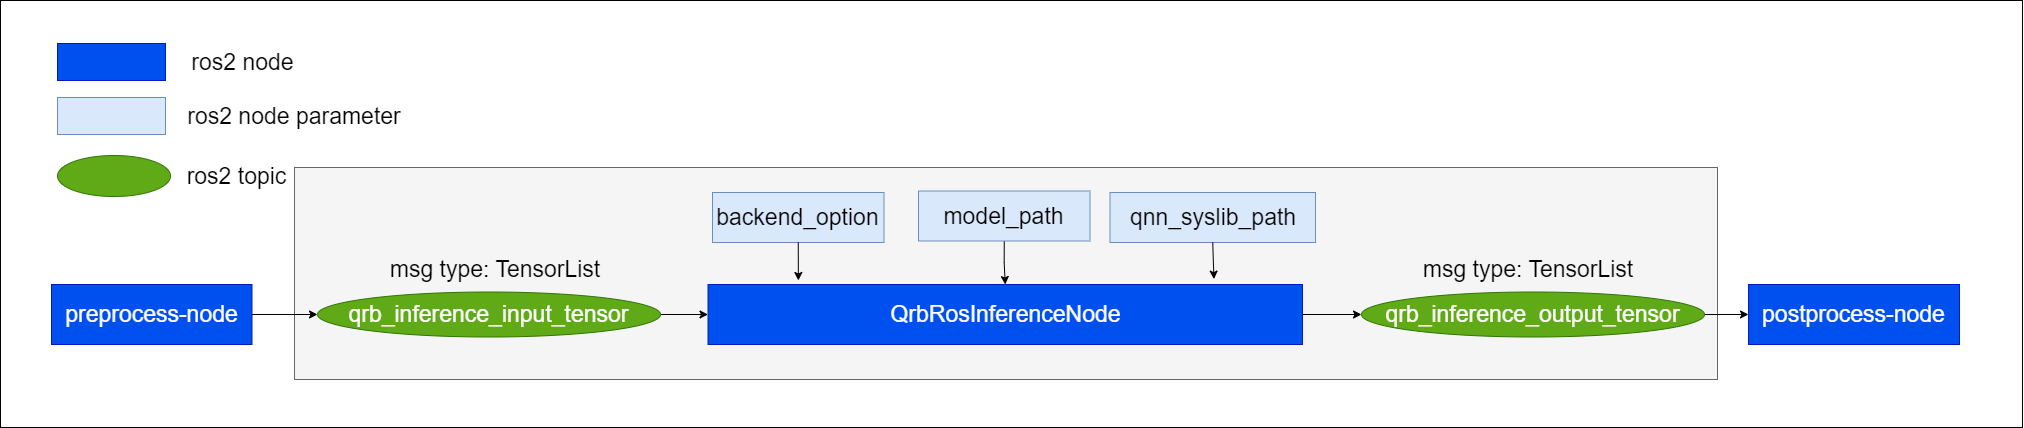 ros2 node
ros2 node parameter
ros2 topic
backend_option
model_path
qnn_syslib_path
msg type: TensorList
msg type: TensorList
preprocess-node
qrb_inference_input_tensor
QrbRosInferenceNode
qrb_inference_output_tensor
postprocess-node